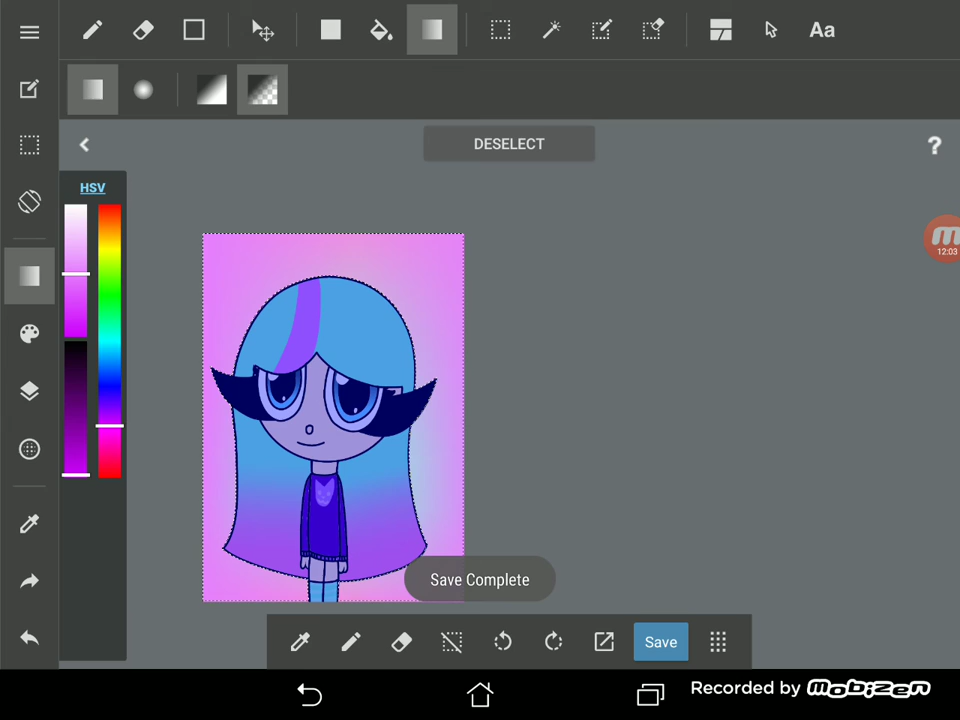 Aa
DESELECT
?
HSV
12:03
Save Complete
Save
Recorded by Mobizen